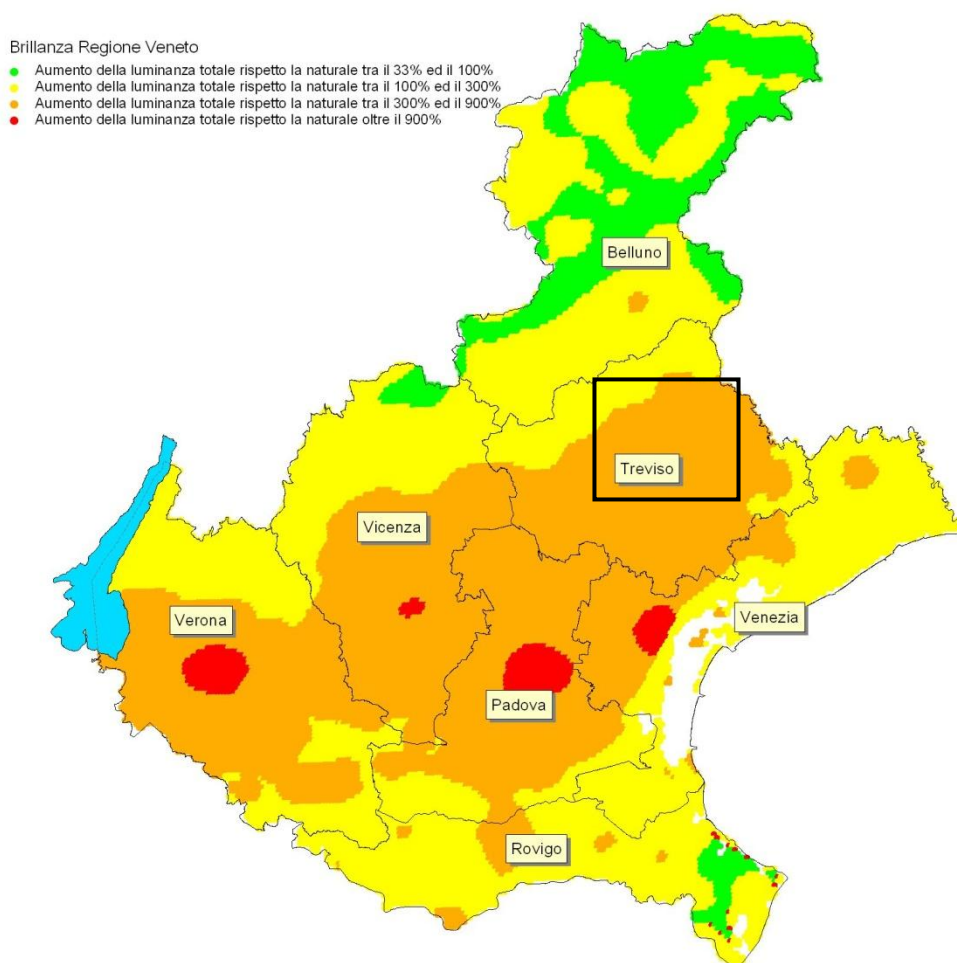 Brillanza Regione Veneto
Aumento della luminanza totale rispetto la naturale tra il 33% ed il 100%
Aumento della luminanza totale rispetto la naturale tra il 100% ed il 300%
Aumento della luminanza totale rispetto la naturale tra il 300% ed il 900%
Aumento della luminanza totale rispetto la naturale oltre il 900%
Belluno
Treviso
Vicenza
Verona
Venezia
Padova
Rovigo